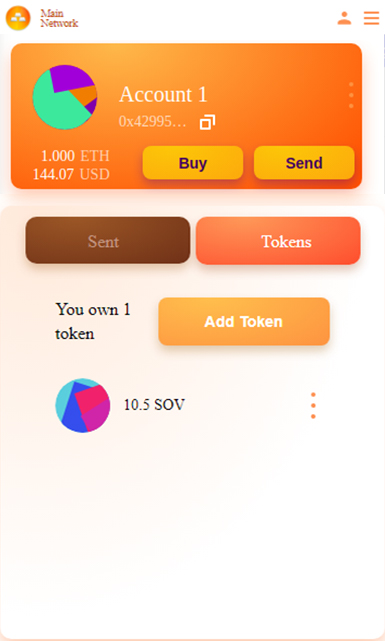 Main
Network
Account 1
0x42995...
1.000 ETH
144.07 USD
Buy
Send
Sent
Tokens
You own 1
token
Add Token
10.5 SOV